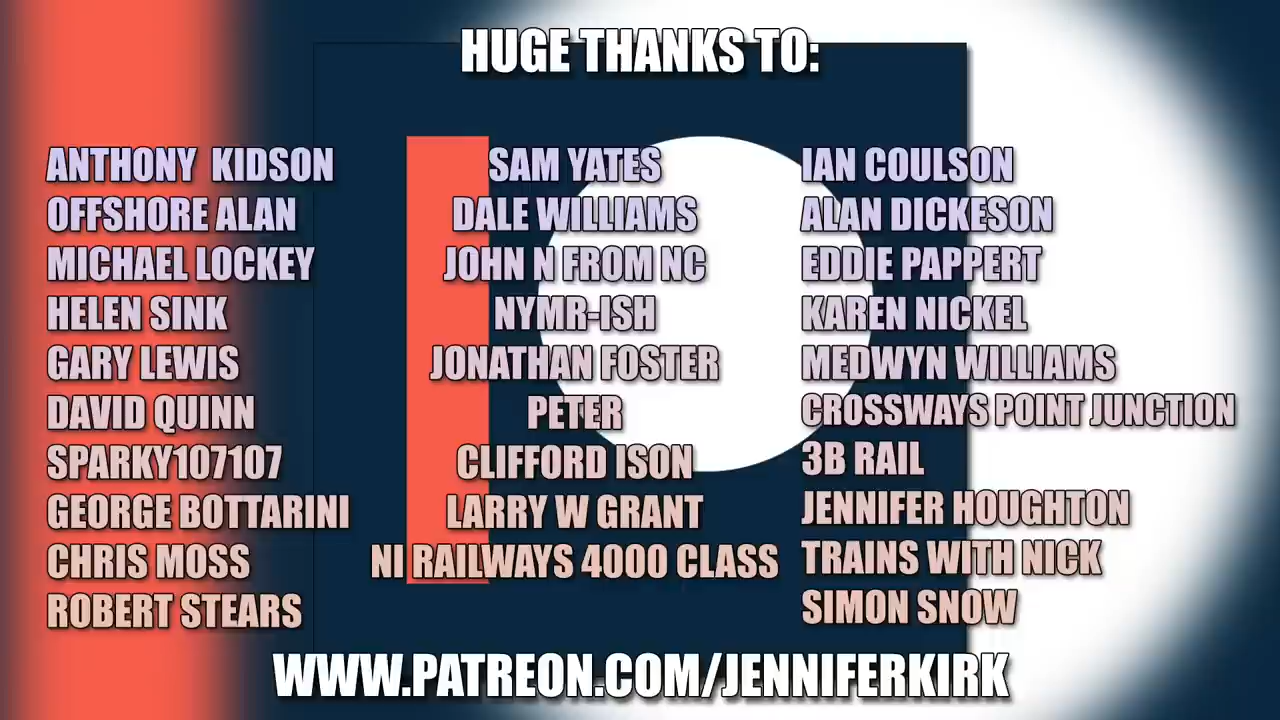 HUGE THANKS TO:
ANTHONY KIDSON
OFFSHORE ALAN
MICHAEL LOCKEY
HELEN SINK
GARY LEWIS
DAVID QUINN
SPARKY107107
GEORGE BOTTARINI
CHRIS MOSS
ROBERT STEARS
SAM YATES
DALE WILLIAMS
JOHN N FROM NC
NYMR-ISH
JONATHAN FOSTER
PETER
CLIFFORD ISON
LARRY W GRANT
NI RAILWAYS 4000 CLASS
IAN COULSON
ALAN DICKESON
EDDIE PAPPERT
KAREN NICKEL
MEDWYN WILLIAMS
CROSSWAYS POINT JUNCTION
3B RAIL
JENNIFER HOUGHTON
TRAINS WITH NICK
SIMON SNOW
WWW.PATREON.COM/JENNIFERKIRK